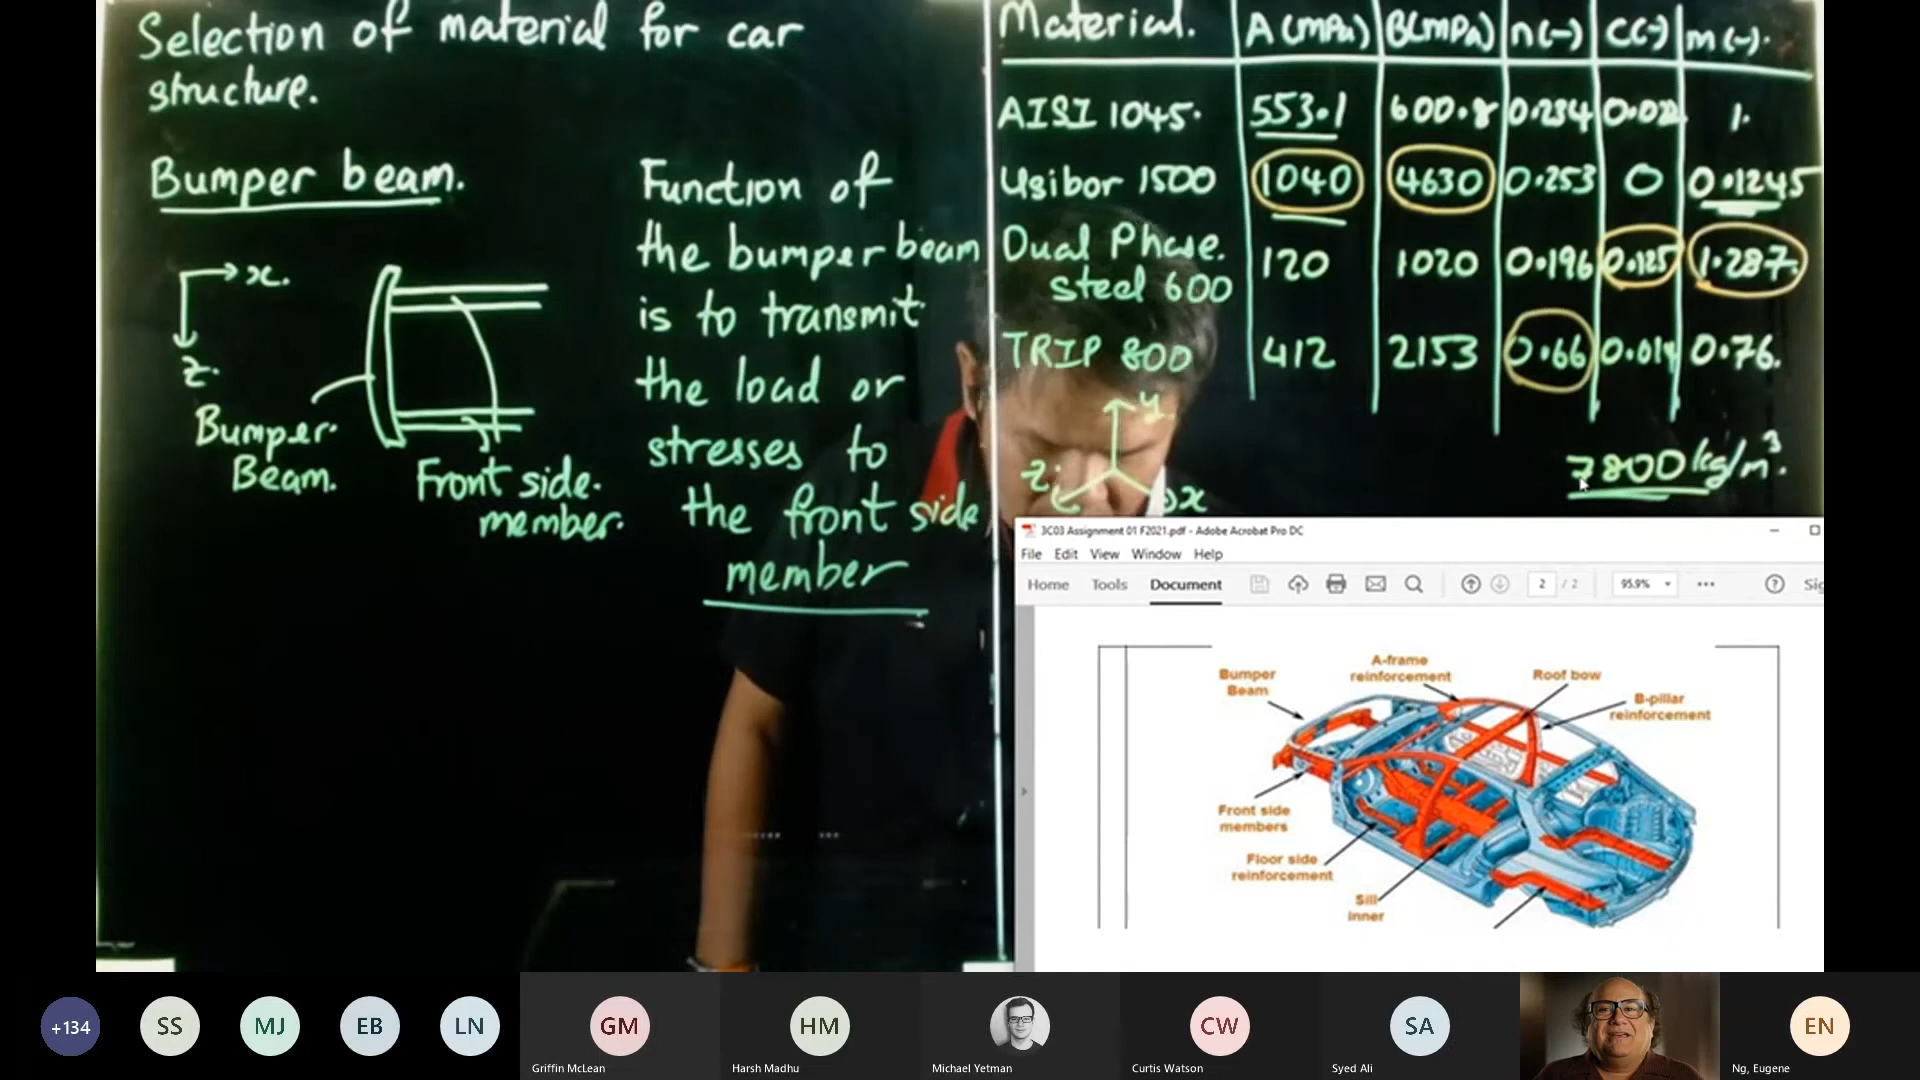 Selection of material for car
structure.
Bumper beam.
x.
z.
Bumper
Beam.
Front side.
member.
Function of
the bumper beam
is to transmit
the load or
stresses to
the front side
member
Material. A (MPa) B(MPa) n(-) C(-) m(-).
AISI 1045. 553.1 600.8 0.234 1.
Usibor 1500 1040 4630 0.253 0 0.1245
Dual Phase. 120 1020 0.196 0.125 1.287.
steel 600
TRIP 800 412 2153 0.66 0.76.
y
z
x
7800 kg/m³.
3C03 Assignment 01 F2021.pdf - Adobe Acrobat Pro DC
File Edit View Window Help
Home Tools Document 2 / 2 95.9% ... ?
Bumper
Beam
A-frame
reinforcement
Roof bow
B-pillar
reinforcement
Front side
members
Floor side
reinforcement
Sill
inner
+134
SS
MJ
EB
LN
GM
Griffin McLean
HM
Harsh Madhu
Michael Yetman
CW
Curtis Watson
SA
Syed Ali
EN
Ng, Eugene